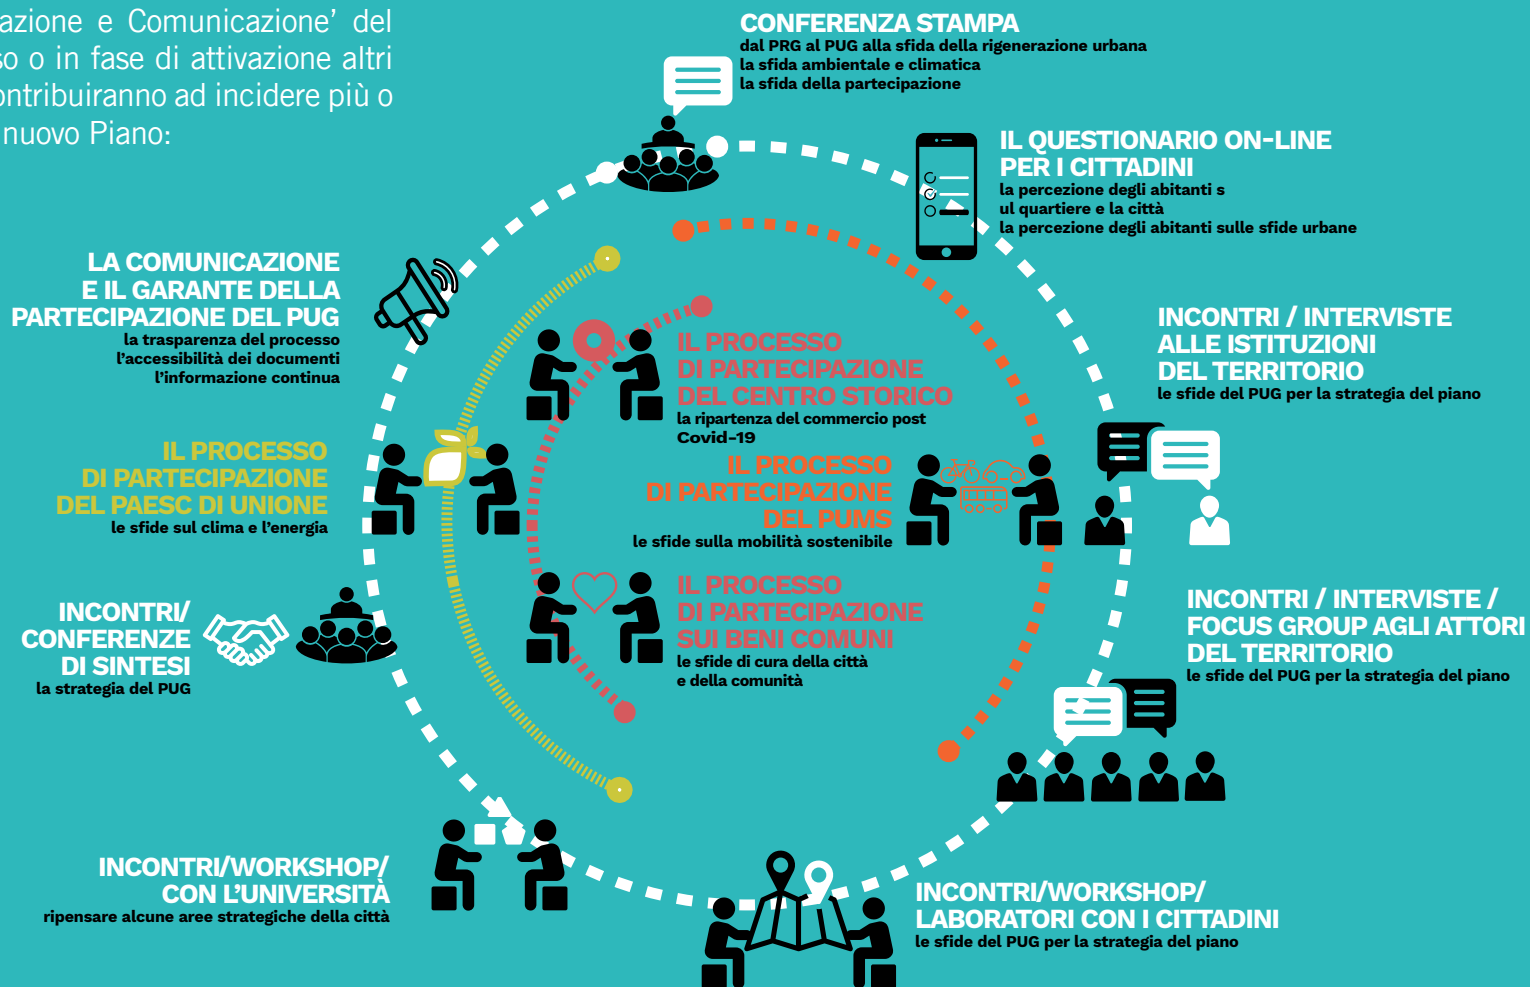 azione e Comunicazione’ del
so o in fase di attivazione altri
ontribuiranno ad incidere più o
nuovo Piano:
CONFERENZA STAMPA
dal PRG al PUG alla sfida della rigenerazione urbana
la sfida ambientale e climatica
la sfida della partecipazione
IL QUESTIONARIO ON-LINE
PER I CITTADINI
la percezione degli abitanti s
ul quartiere e la città
la percezione degli abitanti sulle sfide urbane
LA COMUNICAZIONE
E IL GARANTE DELLA
PARTECIPAZIONE DEL PUG
la trasparenza del processo
l’accessibilità dei documenti
l’informazione continua
INCONTRI / INTERVISTE
ALLE ISTITUZIONI
DEL TERRITORIO
le sfide del PUG per la strategia del piano
IL PROCESSO
DI PARTECIPAZIONE
DEL CENTRO STORICO
la ripartenza del commercio post
Covid-19
IL PROCESSO
DI PARTECIPAZIONE
DEL PAESC DI UNIONE
le sfide sul clima e l’energia
IL PROCESSO
DI PARTECIPAZIONE
DEL PUMS
le sfide sulla mobilità sostenibile
IL PROCESSO
DI PARTECIPAZIONE
SUI BENI COMUNI
le sfide di cura della città
e della comunità
INCONTRI/
CONFERENZE
DI SINTESI
la strategia del PUG
INCONTRI / INTERVISTE /
FOCUS GROUP AGLI ATTORI
DEL TERRITORIO
le sfide del PUG per la strategia del piano
INCONTRI/WORKSHOP/
CON L’UNIVERSITÀ
ripensare alcune aree strategiche della città
INCONTRI/WORKSHOP/
LABORATORI CON I CITTADINI
le sfide del PUG per la strategia del piano